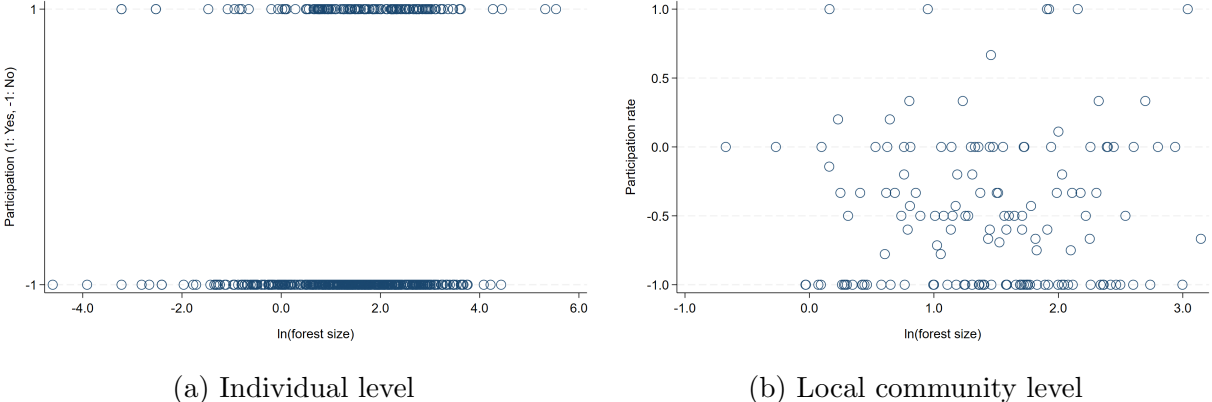 1
-1
Participation (1: Yes, -1: No)
-4.0 -2.0 0.0 2.0 4.0 6.0
ln(forest size)
(a) Individual level
1.0
0.5
0.0
-0.5
-1.0
Participation rate
-1.0 0.0 1.0 2.0 3.0
ln(forest size)
(b) Local community level